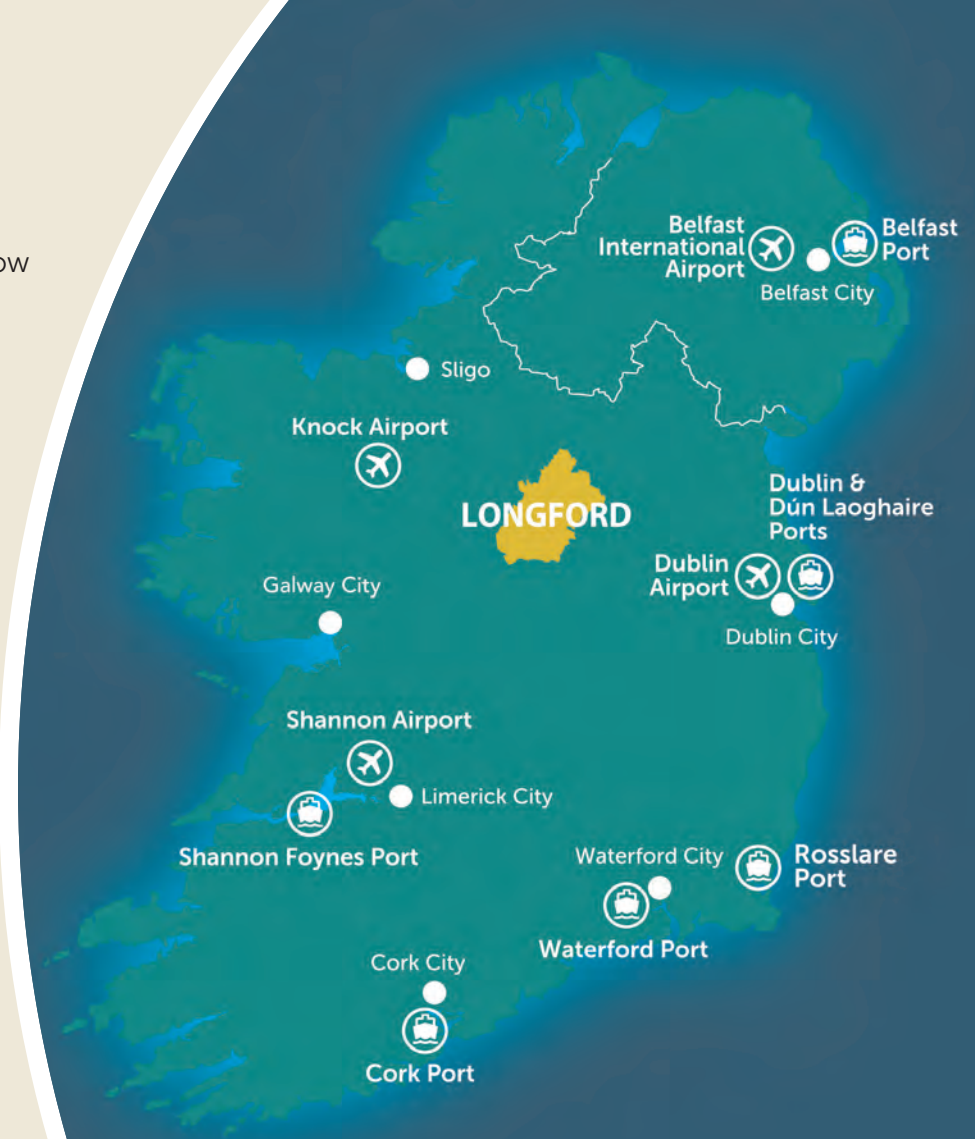 ow
Belfast
International
Airport
Belfast
Port
Belfast City
Sligo
Knock Airport
LONGFORD
Dublin &
Dún Laoghaire
Ports
Dublin
Airport
Galway City
Dublin City
Shannon Airport
Limerick City
Shannon Foynes Port
Waterford City
Rosslare
Port
Waterford Port
Cork City
Cork Port